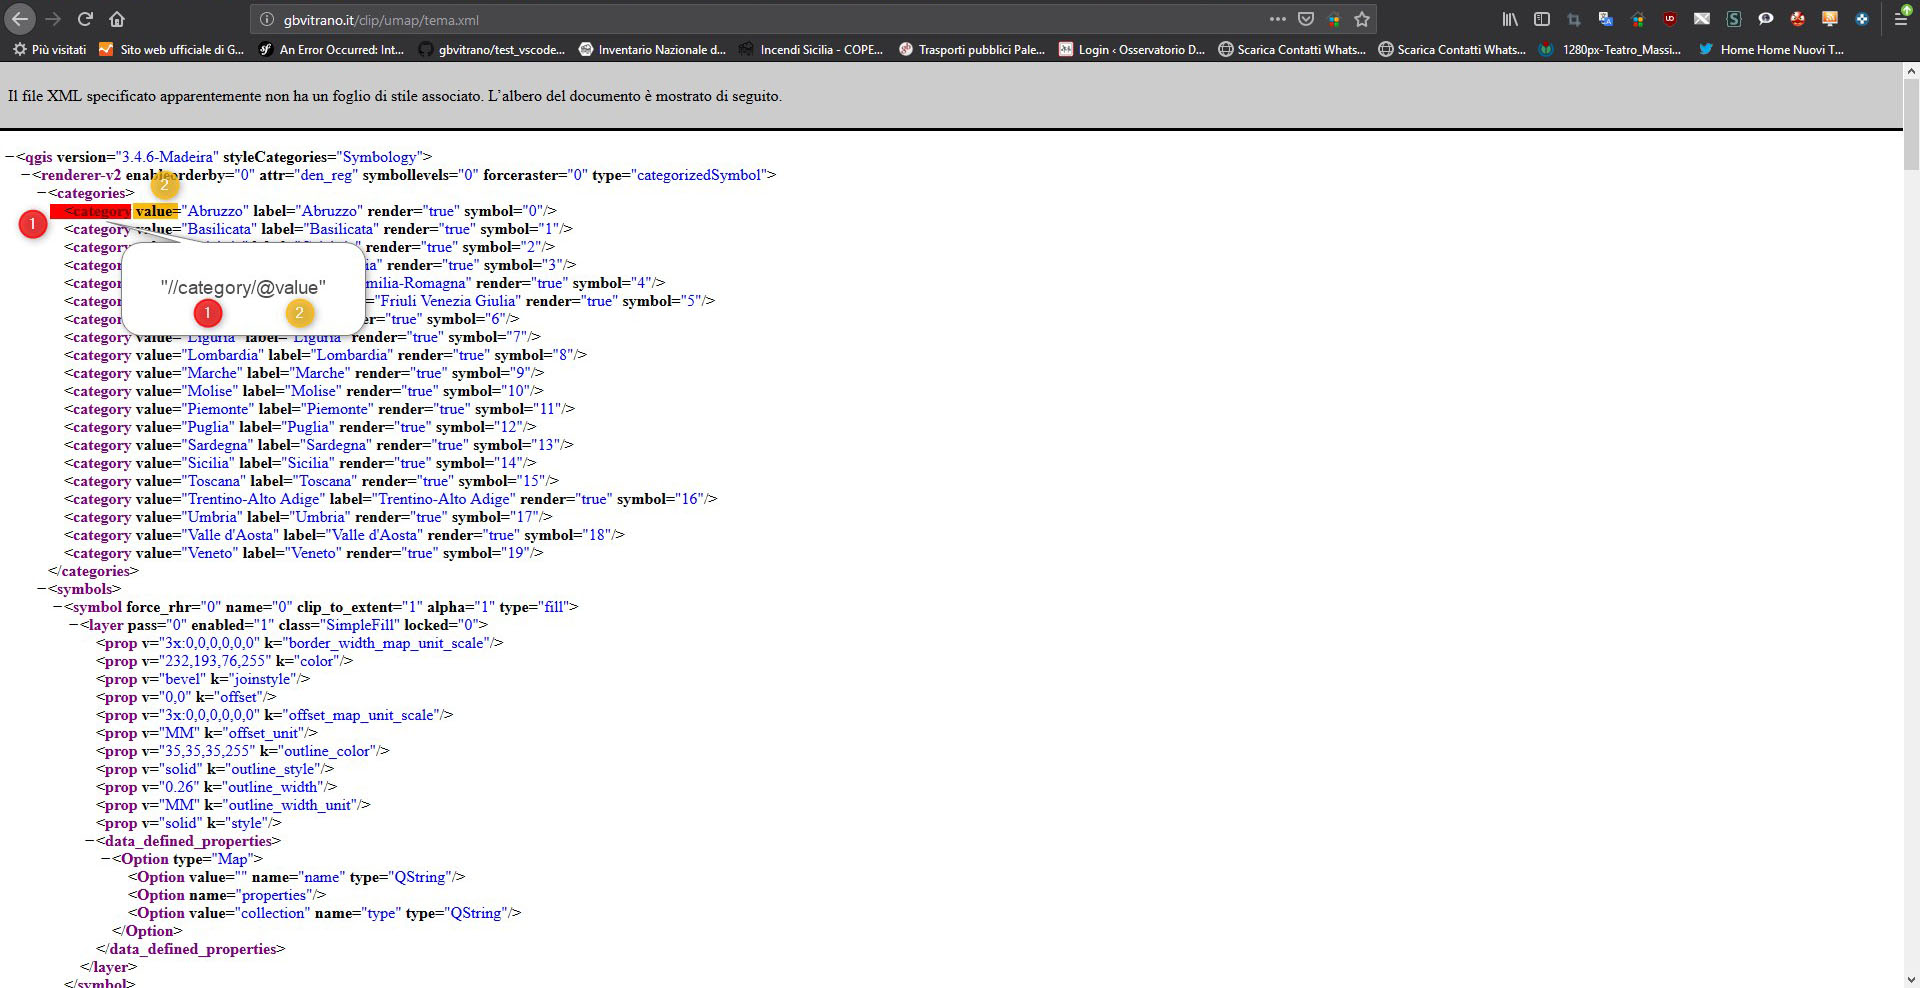 gbvitrano.it/clip/umap/tema.xml
Più visitati
Sito web ufficiale di G...
An Error Occurred: Int...
gbvitrano/test_vscode...
Inventario Nazionale d...
Incendi Sicilia - COPE...
Trasporti pubblici Pale...
Login ‹ Osservatorio D...
Scarica Contatti Whats...
Scarica Contatti Whats...
1280px-Teatro_Massi...
Home Home Nuovi T...
Il file XML specificato apparentemente non ha un foglio di stile associato. L'albero del documento è mostrato di seguito.
−<qgis version="3.4.6-Madeira" styleCategories="Symbology">
−<renderer-v2 enableorderby="0" attr="den_reg" symbollevels="0" forceraster="0" type="categorizedSymbol">
2
−<categories>
<category value="Abruzzo" label="Abruzzo" render="true" symbol="0"/>
1
<category value="Basilicata" label="Basilicata" render="true" symbol="1"/>
<category render="true" symbol="2"/>
<categor ia" render="true" symbol="3"/>
<categor milia-Romagna" render="true" symbol="4"/>
<categor ="Friuli Venezia Giulia" render="true" symbol="5"/>
<categor er="true" symbol="6"/>
"//category/@value"
1 2
<category value="Liguria" label="Liguria" render="true" symbol="7"/>
<category value="Lombardia" label="Lombardia" render="true" symbol="8"/>
<category value="Marche" label="Marche" render="true" symbol="9"/>
<category value="Molise" label="Molise" render="true" symbol="10"/>
<category value="Piemonte" label="Piemonte" render="true" symbol="11"/>
<category value="Puglia" label="Puglia" render="true" symbol="12"/>
<category value="Sardegna" label="Sardegna" render="true" symbol="13"/>
<category value="Sicilia" label="Sicilia" render="true" symbol="14"/>
<category value="Toscana" label="Toscana" render="true" symbol="15"/>
<category value="Trentino-Alto Adige" label="Trentino-Alto Adige" render="true" symbol="16"/>
<category value="Umbria" label="Umbria" render="true" symbol="17"/>
<category value="Valle d'Aosta" label="Valle d'Aosta" render="true" symbol="18"/>
<category value="Veneto" label="Veneto" render="true" symbol="19"/>
</categories>
−<symbols>
−<symbol force_rhr="0" name="0" clip_to_extent="1" alpha="1" type="fill">
−<layer pass="0" enabled="1" class="SimpleFill" locked="0">
<prop v="3x:0,0,0,0,0,0" k="border_width_map_unit_scale"/>
<prop v="232,193,76,255" k="color"/>
<prop v="bevel" k="joinstyle"/>
<prop v="0,0" k="offset"/>
<prop v="3x:0,0,0,0,0,0" k="offset_map_unit_scale"/>
<prop v="MM" k="offset_unit"/>
<prop v="35,35,35,255" k="outline_color"/>
<prop v="solid" k="outline_style"/>
<prop v="0.26" k="outline_width"/>
<prop v="MM" k="outline_width_unit"/>
<prop v="solid" k="style"/>
−<data_defined_properties>
−<Option type="Map">
<Option value="" name="name" type="QString"/>
<Option name="properties"/>
<Option value="collection" name="type" type="QString"/>
</Option>
</data_defined_properties>
</layer>
</symbol>